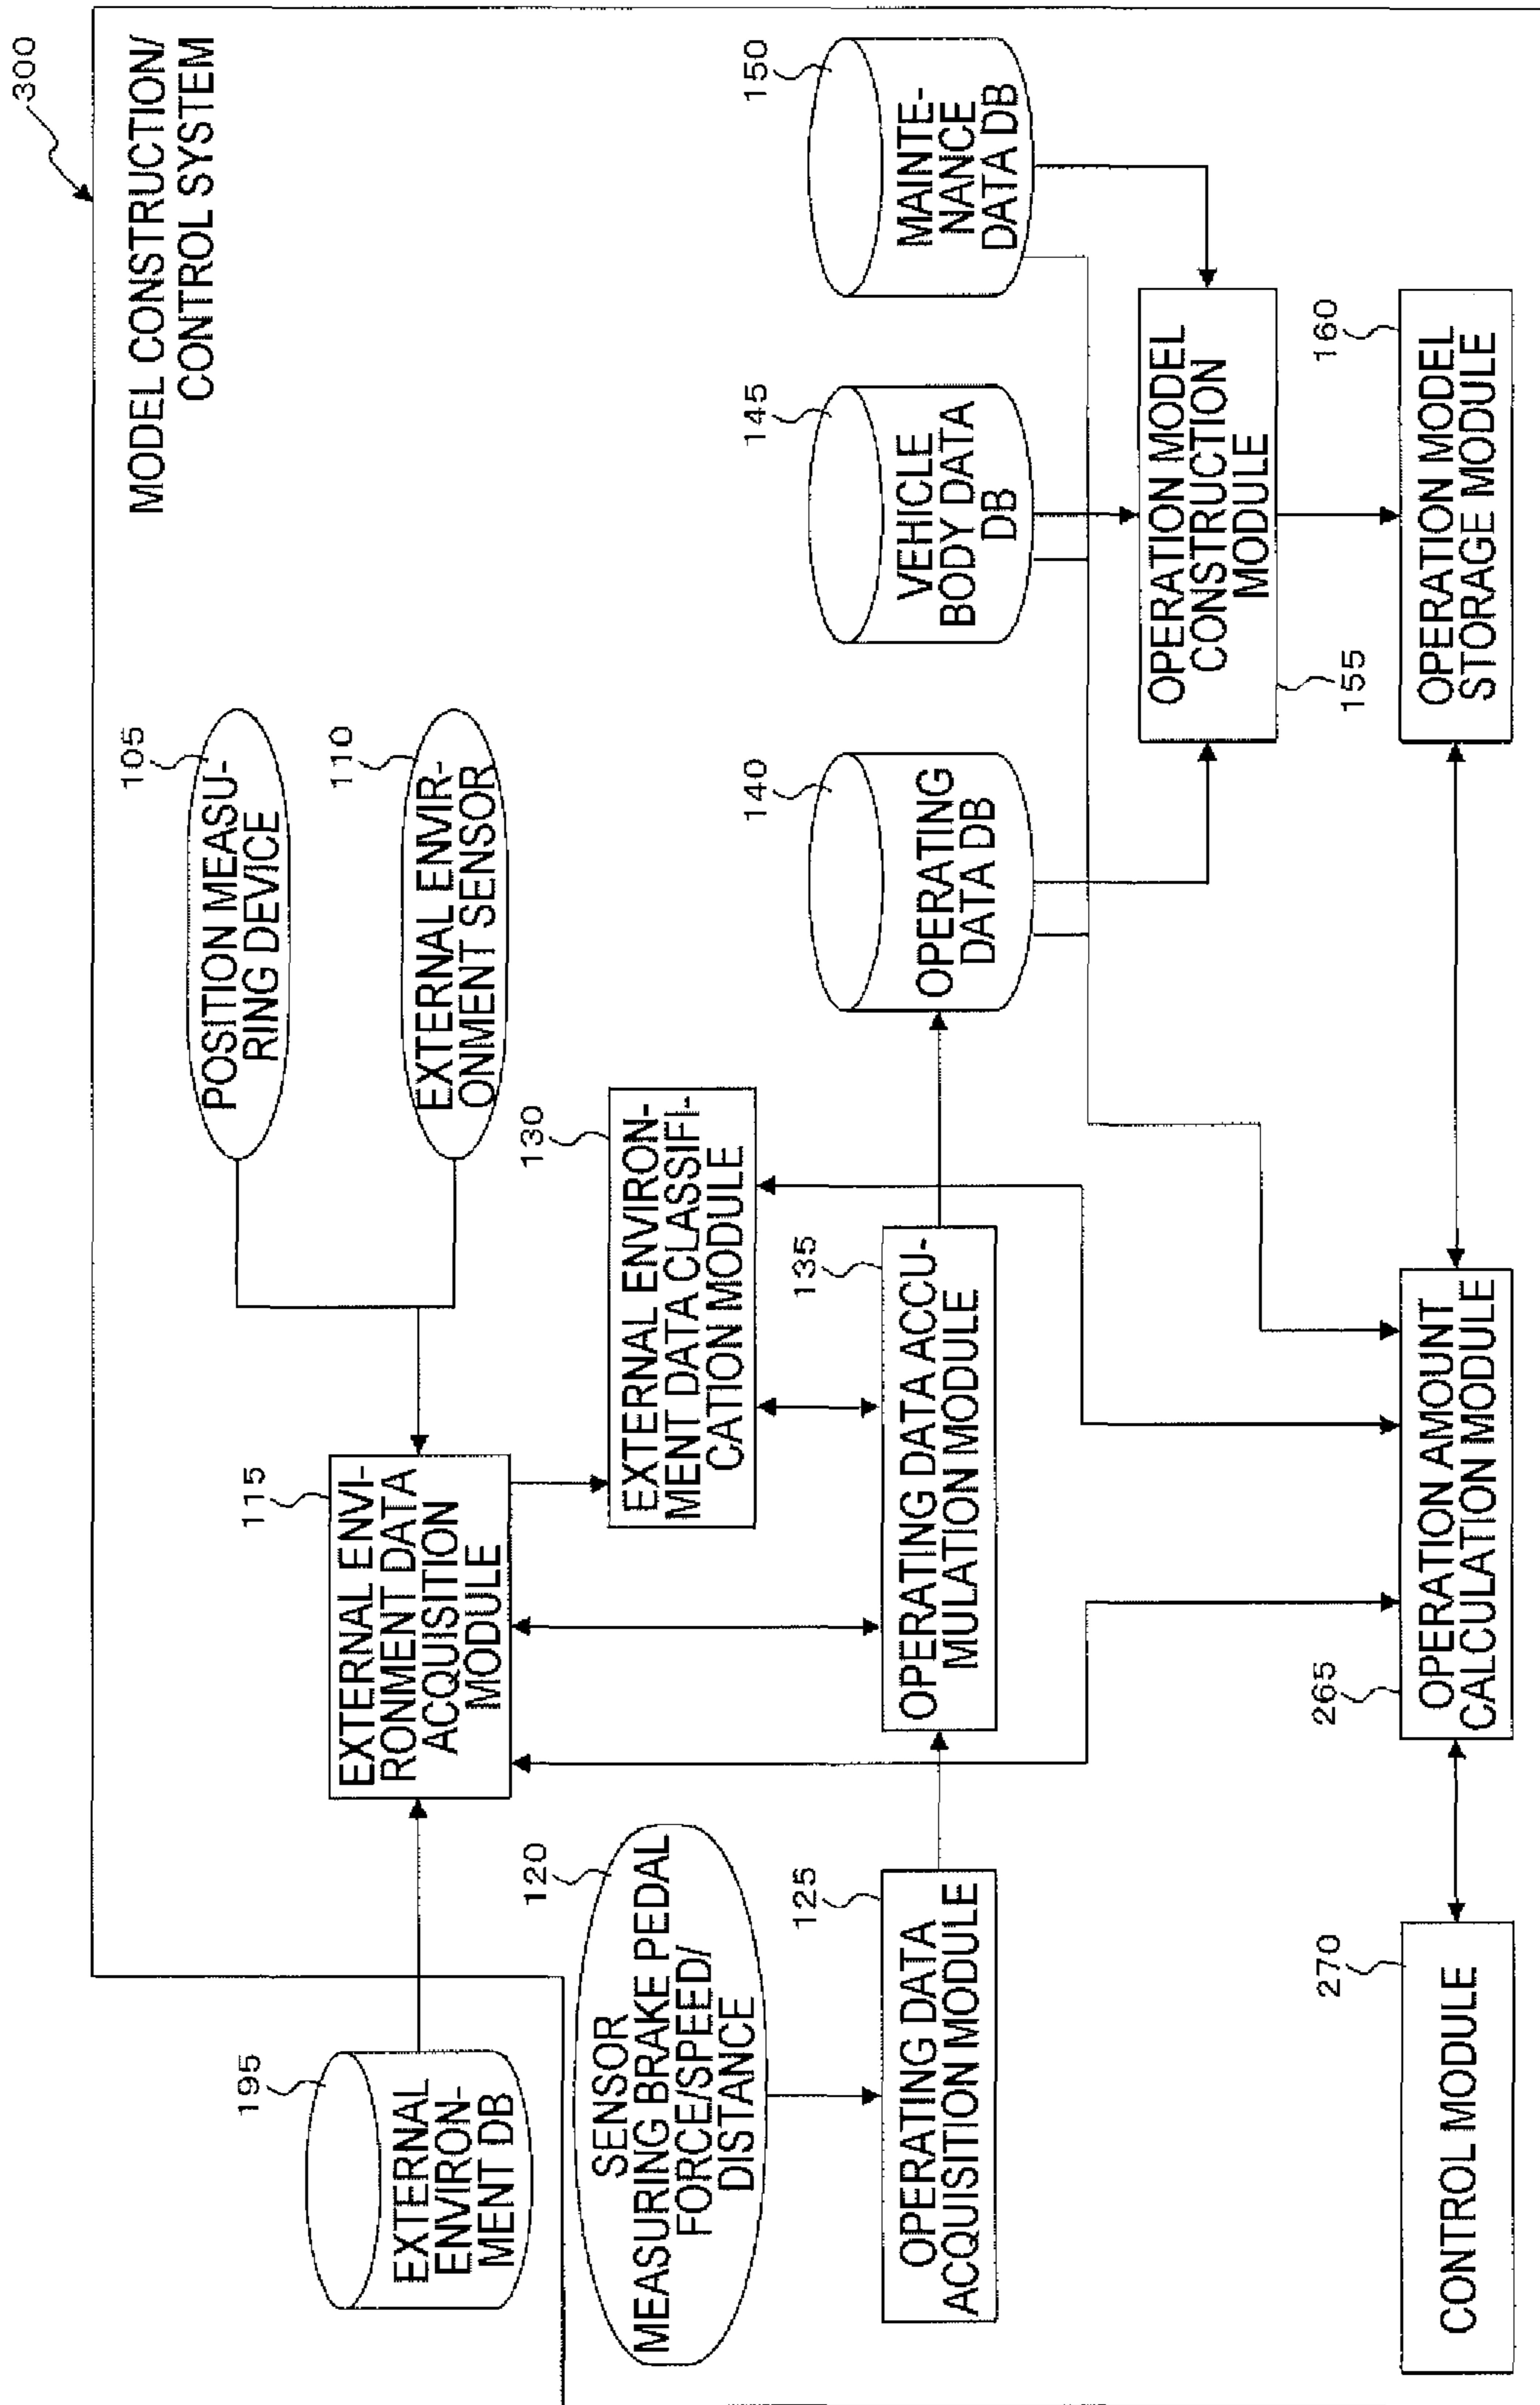 300
MODEL CONSTRUCTION/
CONTROL SYSTEM
195
EXTERNAL
ENVIRON-
MENT DB
115
EXTERNAL ENVI-
RONMENT DATA
ACQUISITION
MODULE
105
POSITION MEASU-
RING DEVICE
110
EXTERNAL ENVIR-
ONMENT SENSOR
120
SENSOR
MEASURING BRAKE PEDAL
FORCE/SPEED/
DISTANCE
130
EXTERNAL ENVIRON-
MENT DATA CLASSIFI-
CATION MODULE
125
OPERATING DATA
ACQUISITION MODULE
135
OPERATING DATA ACCU-
MULATION MODULE
140
OPERATING
DATA DB
145
VEHICLE
BODY DATA
DB
150
MAINTE-
NANCE
DATA DB
OPERATION MODEL
CONSTRUCTION
MODULE
155
270
CONTROL MODULE
265
OPERATION AMOUNT
CALCULATION MODULE
160
OPERATION MODEL
STORAGE MODULE